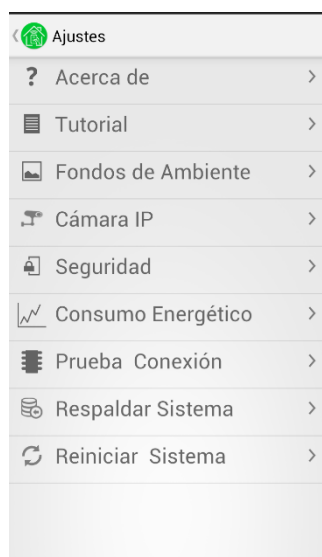 Ajustes
? Acerca de
Tutorial
Fondos de Ambiente
Cámara IP
Seguridad
Consumo Energético
Prueba Conexión
Respaldar Sistema
Reiniciar Sistema